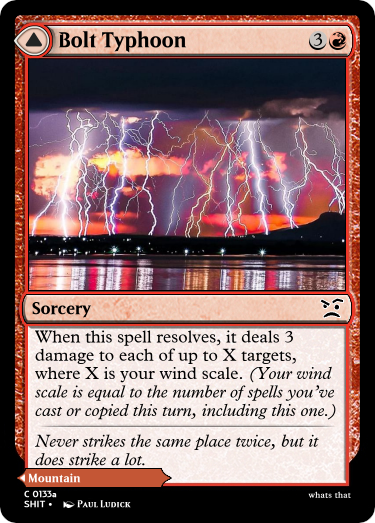 Bolt Typhoon 3
Sorcery
When this spell resolves, it deals 3
damage to each of up to X targets,
where X is your wind scale. (Your wind
scale is equal to the number of spells you've
cast or copied this turn, including this one.)
Never strikes the same place twice, but it
does strike a lot.
Mountain
C 0133a
SHIT • Paul Ludick
whats that